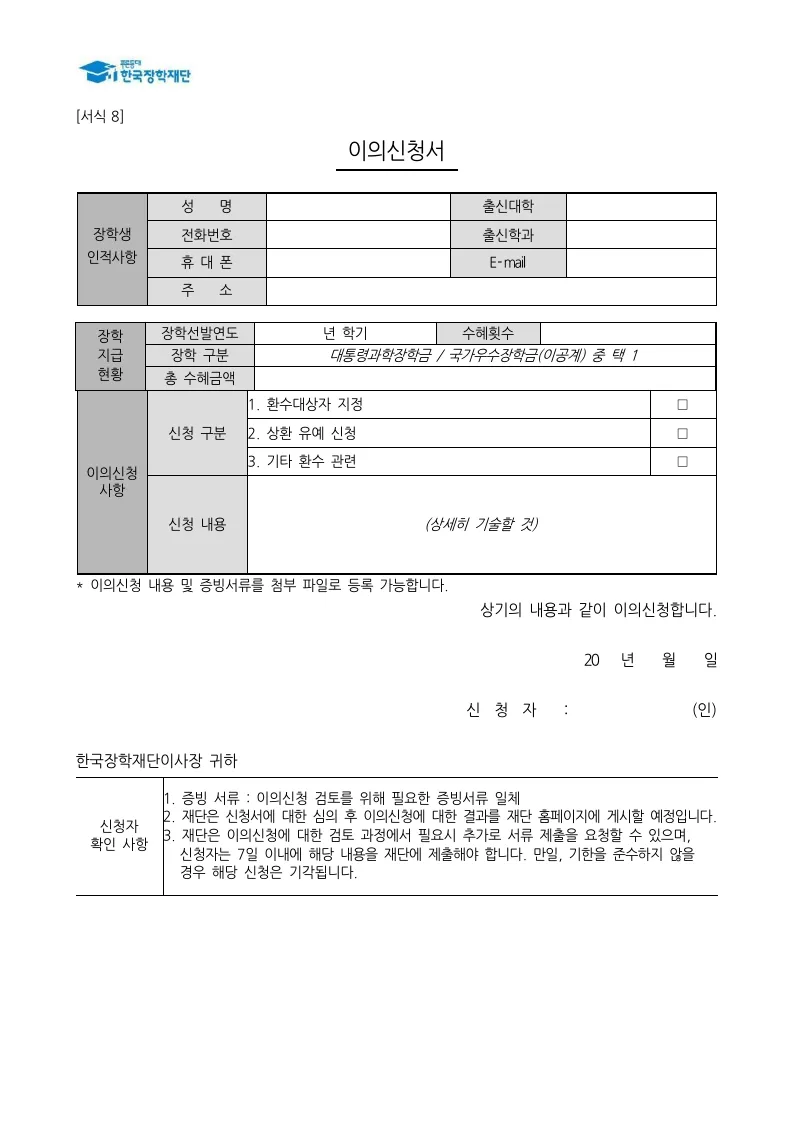 푸른등대
한국장학재단
[서식 8]
이의신청서
장학생
인적사항
성 명
출신대학
전화번호
출신학과
휴 대 폰
E-mail
주 소
장학
지급
현황
장학선발연도
년 학기
수혜횟수
장학 구분
대통령과학장학금 / 국가우수장학금(이공계) 중 택 1
총 수혜금액
이의신청
사항
신청 구분
1. 환수대상자 지정 □
2. 상환 유예 신청 □
3. 기타 환수 관련 □
신청 내용
(상세히 기술할 것)
* 이의신청 내용 및 증빙서류를 첨부 파일로 등록 가능합니다.
상기의 내용과 같이 이의신청합니다.
20 년 월 일
신 청 자 : (인)
한국장학재단이사장 귀하
신청자
확인 사항
1. 증빙 서류 : 이의신청 검토를 위해 필요한 증빙서류 일체
2. 재단은 신청서에 대한 심의 후 이의신청에 대한 결과를 재단 홈페이지에 게시할 예정입니다.
3. 재단은 이의신청에 대한 검토 과정에서 필요시 추가로 서류 제출을 요청할 수 있으며,
신청자는 7일 이내에 해당 내용을 재단에 제출해야 합니다. 만일, 기한을 준수하지 않을
경우 해당 신청은 기각됩니다.